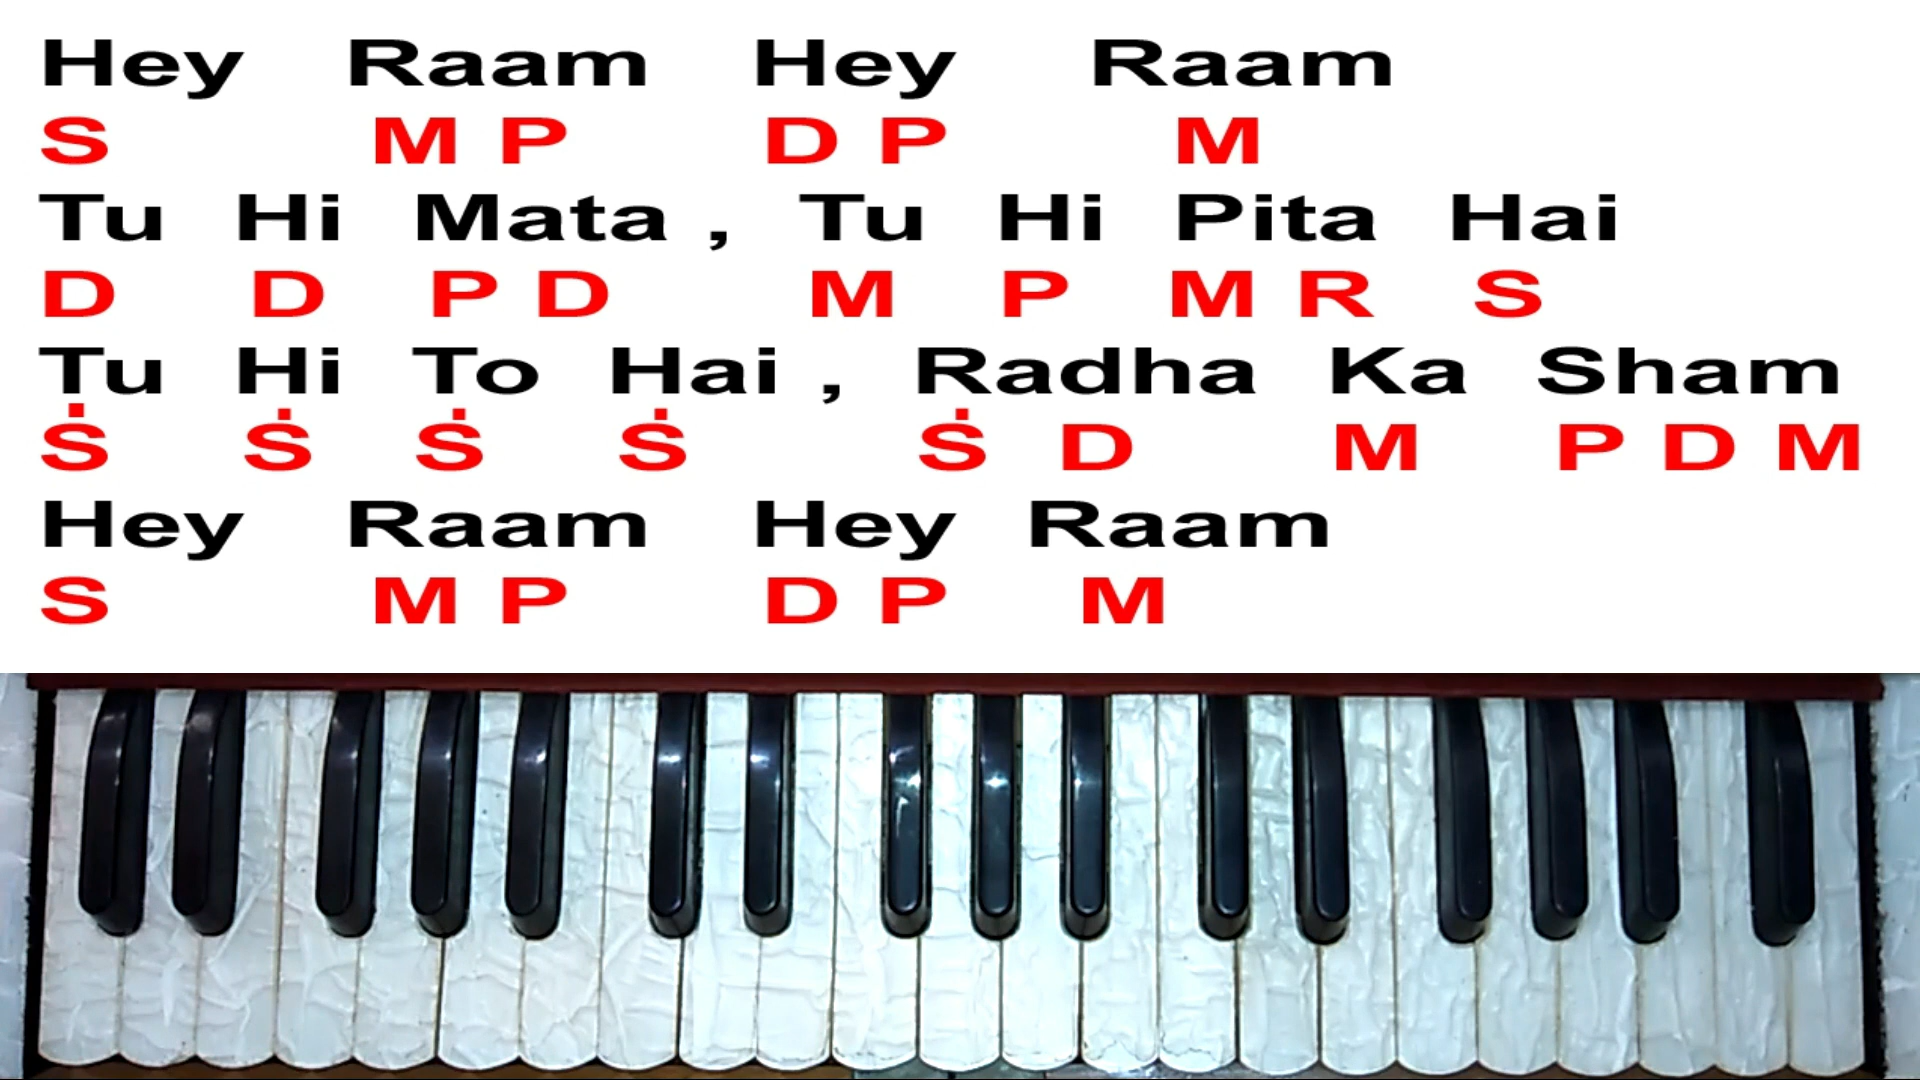 Hey Raam Hey Raam
S M P D P M
Tu Hi Mata , Tu Hi Pita Hai
D D P D M P M R S
Tu Hi To Hai , Radha Ka Sham
Ṡ Ṡ Ṡ Ṡ Ṡ D M P D M
Hey Raam Hey Raam
S M P D P M